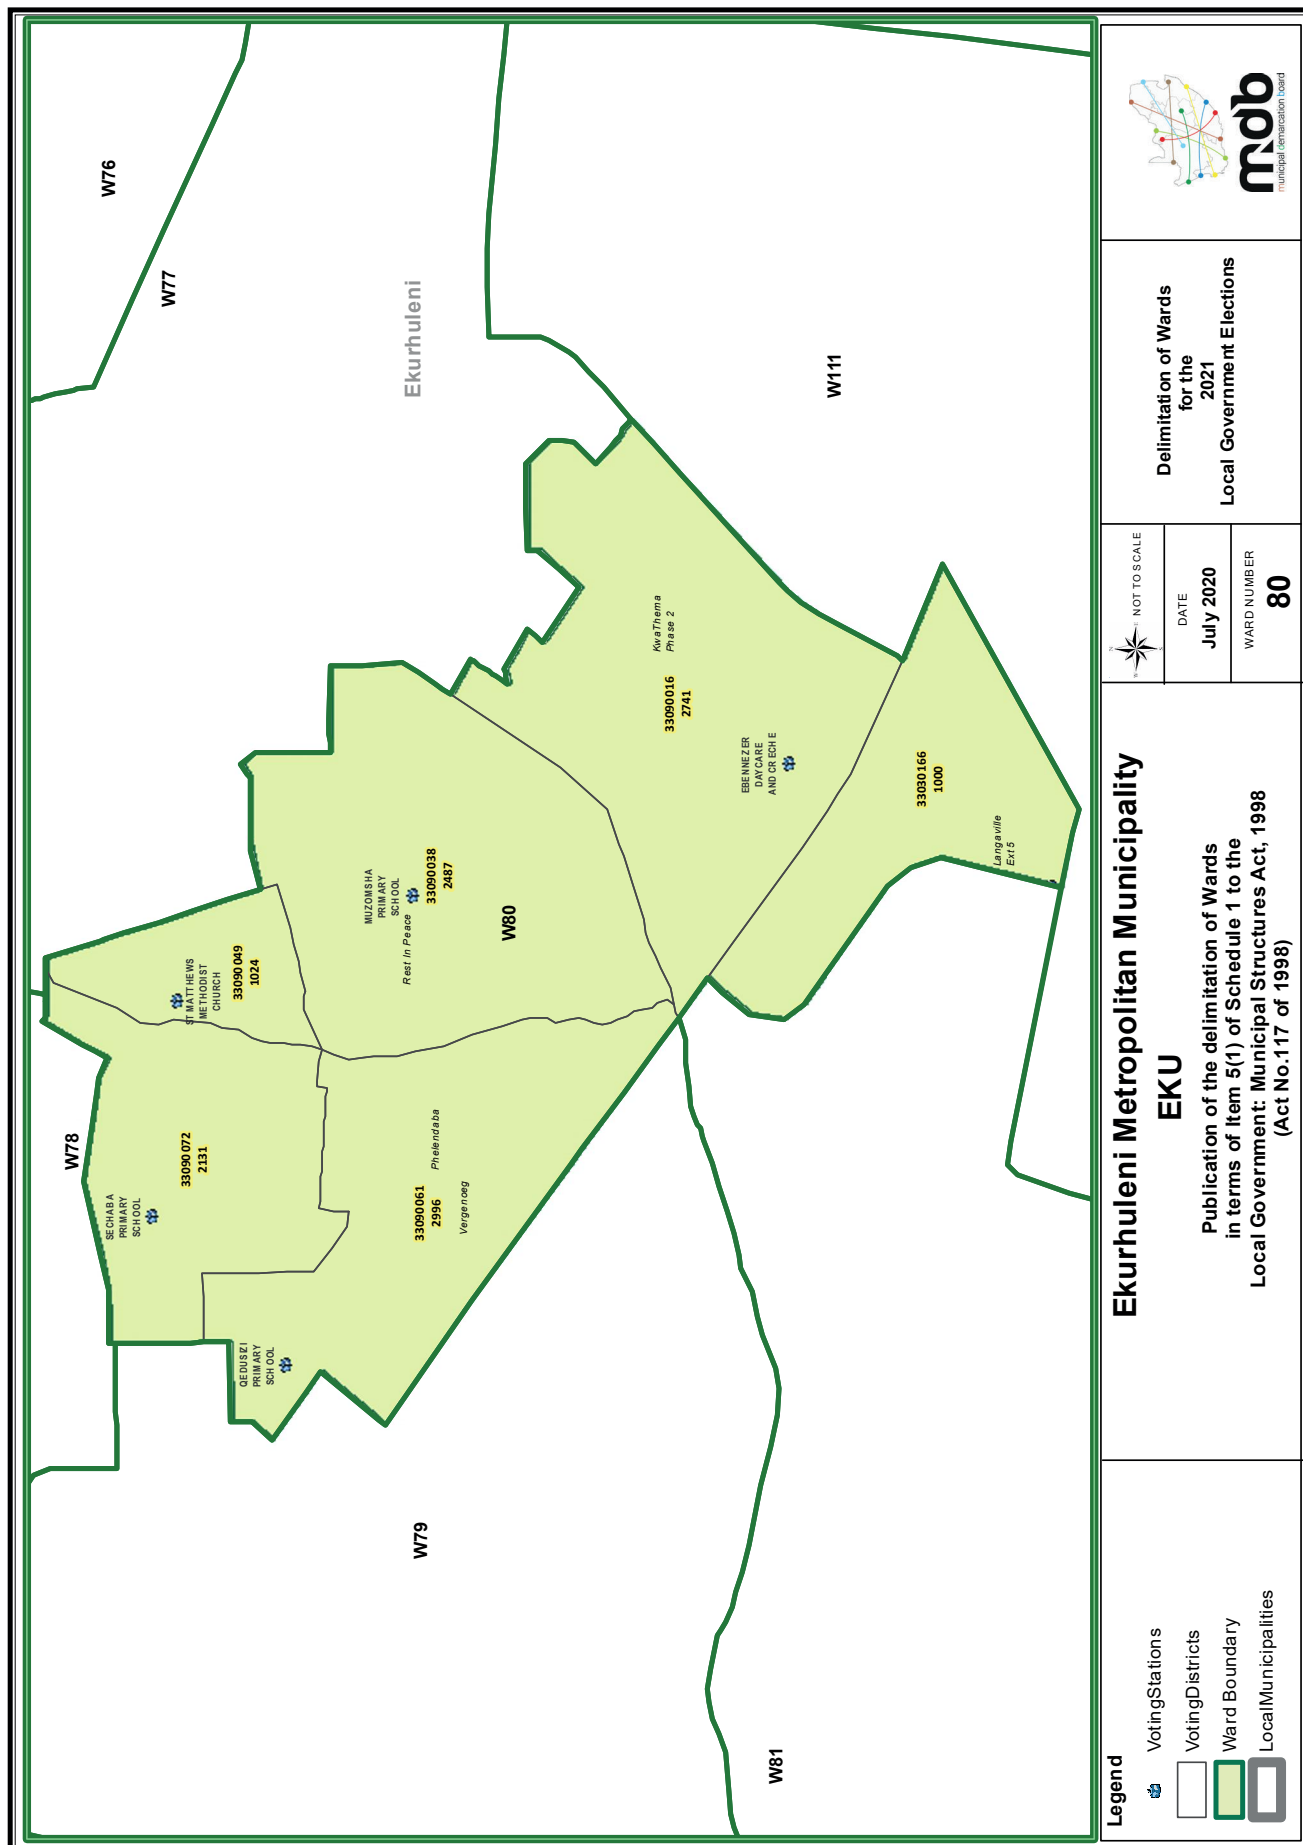 W76
W77
Ekurhuleni
W111
W78
W79
W81
W80
SECHABA
PRIMARY
SCHOOL
33090072
2131
ST MATTHEWS
METHODIST
CHURCH
33090049
1024
QEDUSIZI
PRIMARY
SCHOOL
33090061
2996
Phelendaba
Vergenoeg
MUZOMSHA
PRIMARY
SCHOOL
Rest In Peace
33090038
2487
KwaThema
Phase 2
33090016
2741
EBENNEZER
DAYCARE
AND CRECHE
33030166
1000
Langaville
Ext 5
Legend
VotingStations
VotingDistricts
Ward Boundary
LocalMunicipalities
Ekurhuleni Metropolitan Municipality
EKU
Publication of the delimitation of Wards
in terms of Item 5(1) of Schedule 1 to the
Local Government: Municipal Structures Act, 1998
(Act No.117 of 1998)
N
W
E
S
NOT TO SCALE
DATE
July 2020
WARD NUMBER
80
Delimitation of Wards
for the
2021
Local Government Elections
mdb
municipal demarcation board